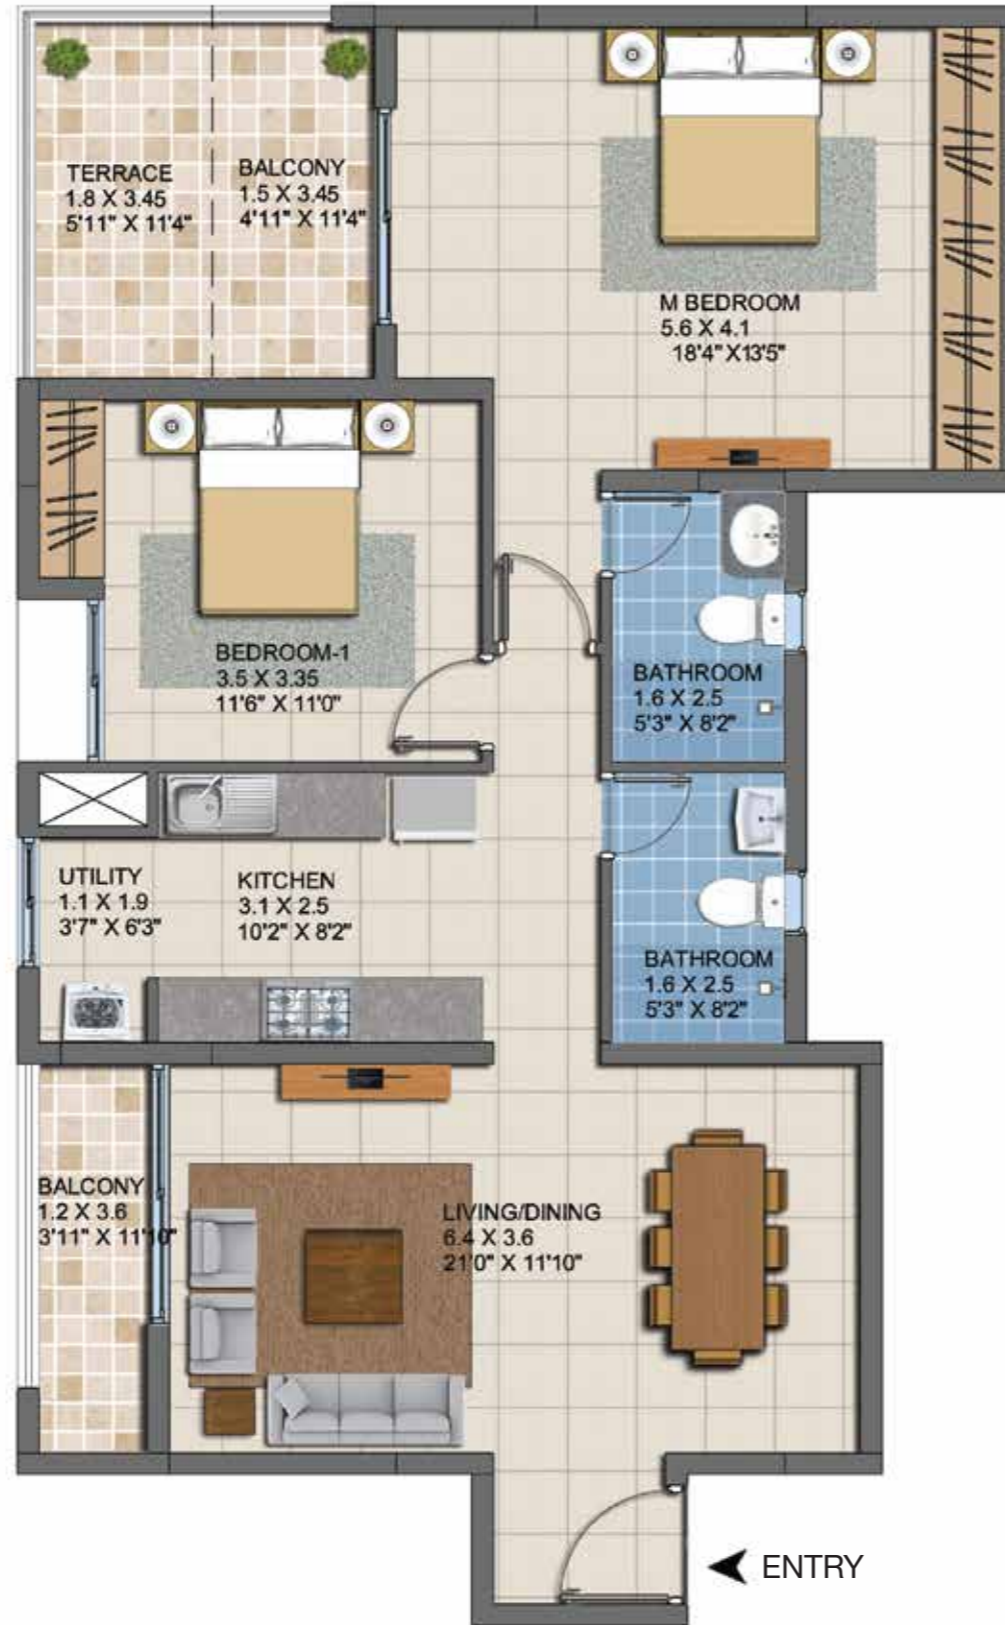 TERRACE
1.8 X 3.45
5'11" X 11'4"
BALCONY
1.5 X 3.45
4'11" X 11'4"
M BEDROOM
5.6 X 4.1
18'4" X13'5"
BEDROOM-1
3.5 X 3.35
11'6" X 11'0"
BATHROOM
1.6 X 2.5
5'3" X 8'2"
UTILITY
1.1 X 1.9
3'7" X 6'3"
KITCHEN
3.1 X 2.5
10'2" X 8'2"
BATHROOM
1.6 X 2.5
5'3" X 8'2"
BALCONY
1.2 X 3.6
3'11" X 11'10"
LIVING/DINING
6.4 X 3.6
21'0" X 11'10"
ENTRY